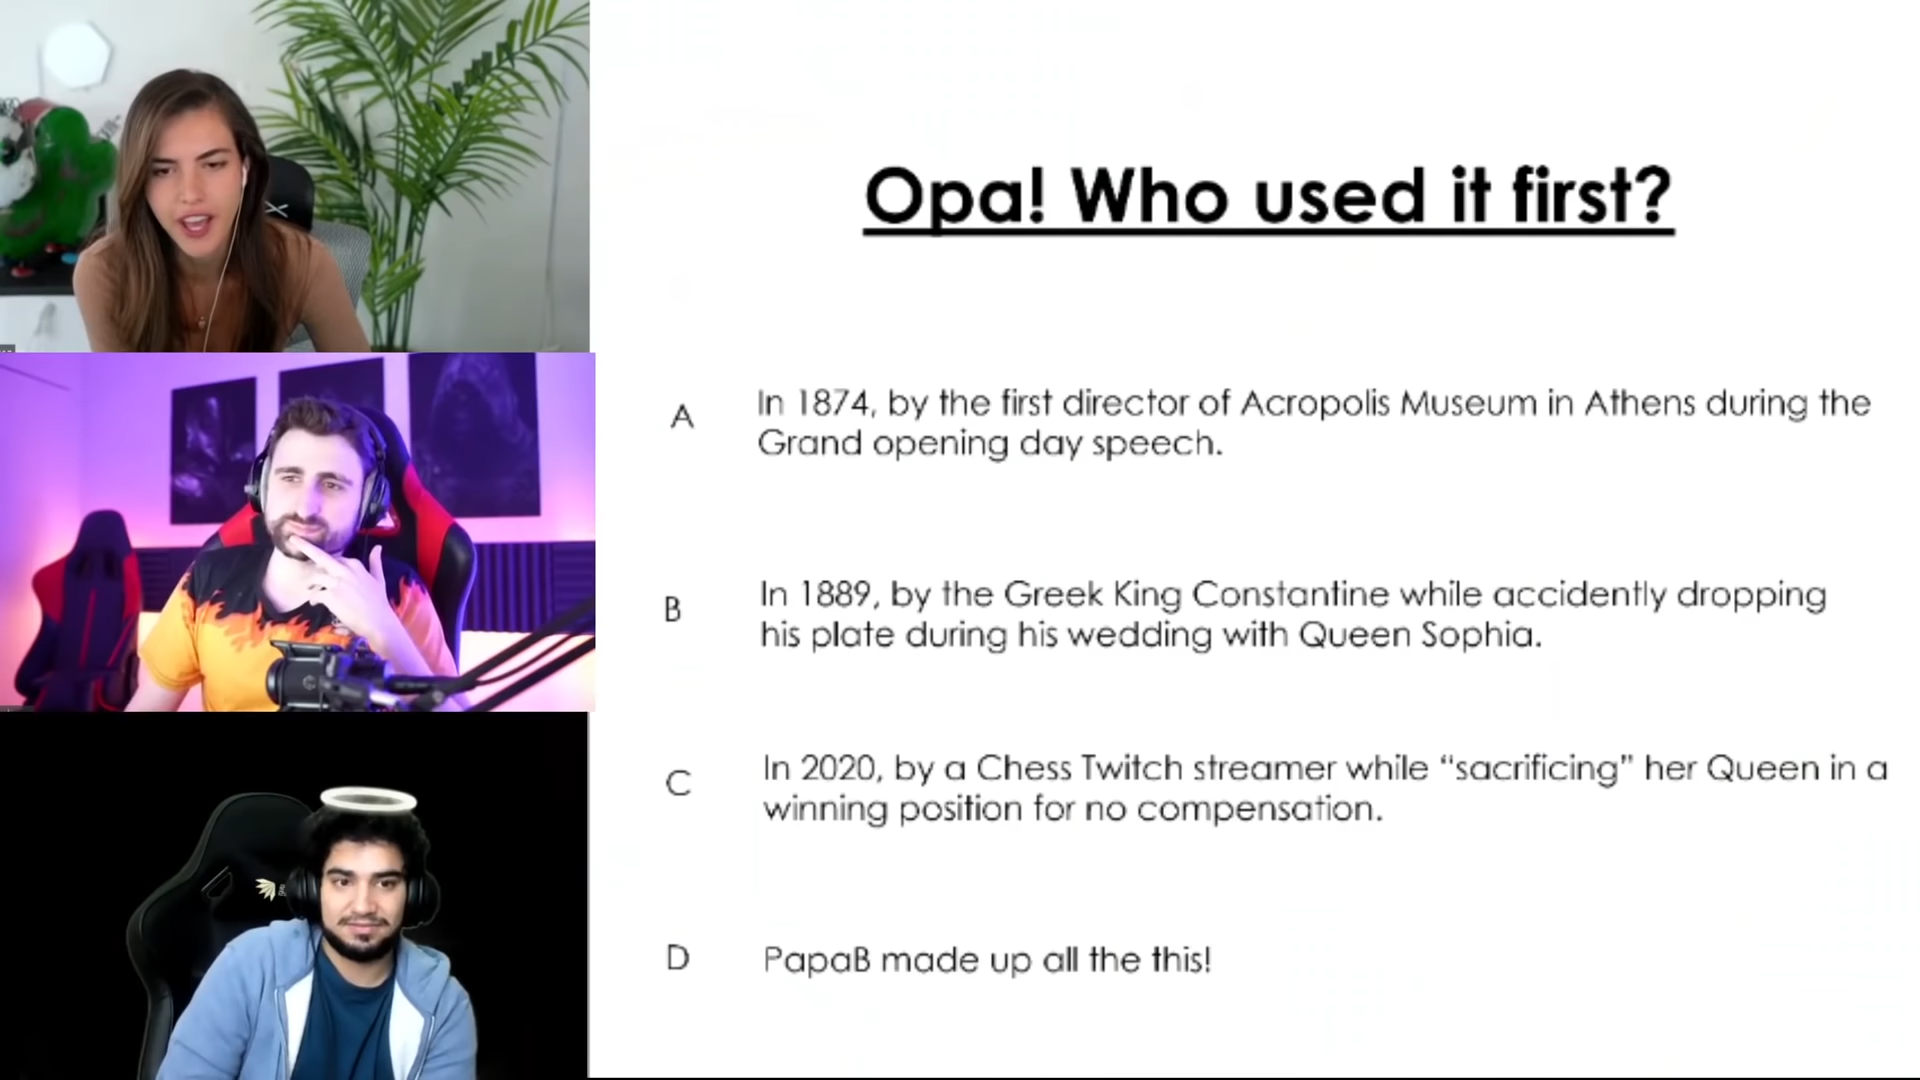 Opa! Who used it first?
A
In 1874, by the first director of Acropolis Museum in Athens during the
Grand opening day speech.
B
In 1889, by the Greek King Constantine while accidently dropping
his plate during his wedding with Queen Sophia.
C
In 2020, by a Chess Twitch streamer while “sacrificing” her Queen in a
winning position for no compensation.
D
PapaB made up all the this!